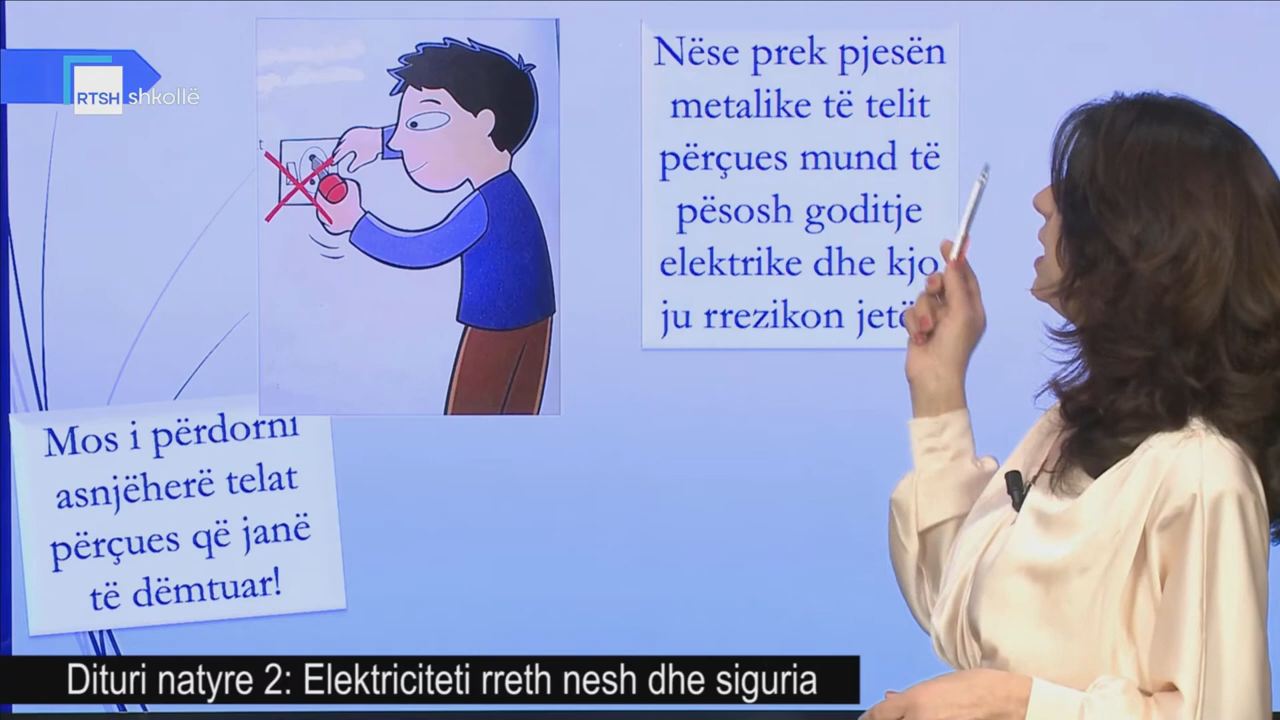 RTSH shkollë
Nëse prek pjesën
metalike të telit
përçues mund të
pësosh goditje
elektrike dhe kjo
ju rrezikon jetë
Mos i përdorni
asnjëherë telat
përçues që janë
të dëmtuar!
Dituri natyre 2: Elektriciteti rreth nesh dhe siguria